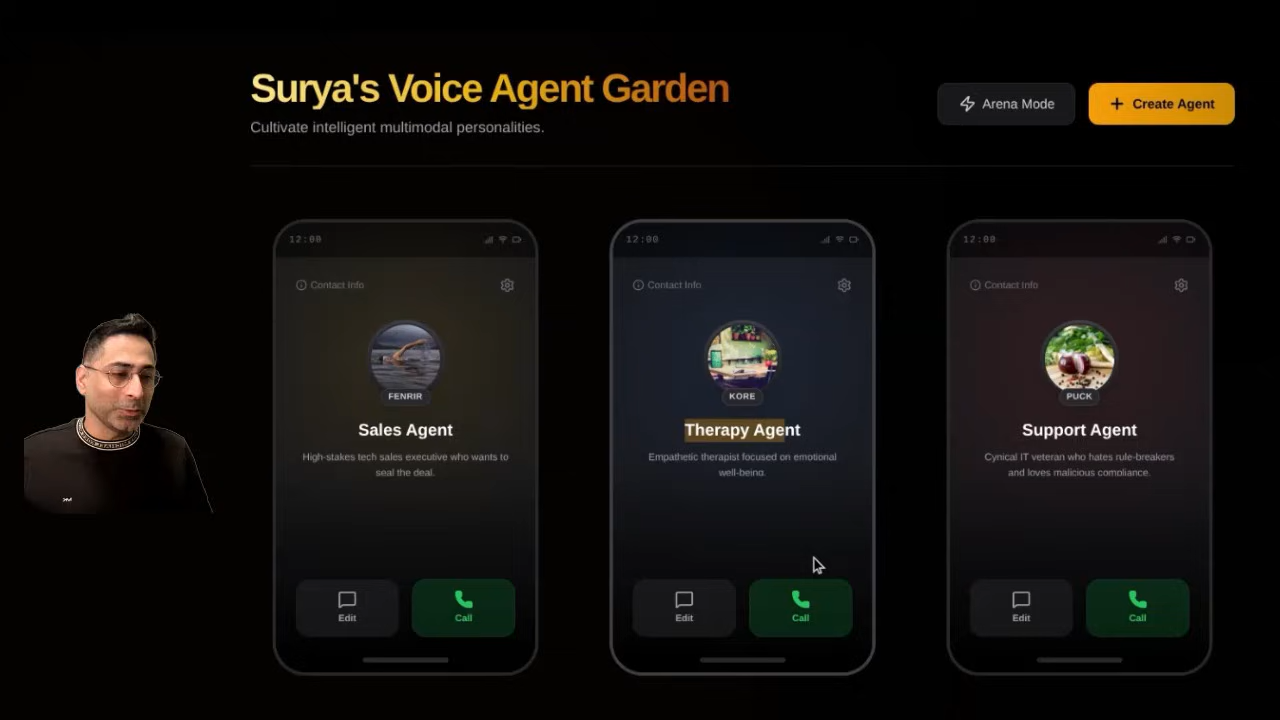 Surya's Voice Agent Garden
Cultivate intelligent multimodal personalities.
Arena Mode
Create Agent
12:00
Contact Info
FENRIR
Sales Agent
High-stakes tech sales executive who wants to
seal the deal.
Edit
Call
12:00
Contact Info
KORE
Therapy Agent
Empathetic therapist focused on emotional
well-being.
Edit
Call
12:00
Contact Info
PUCK
Support Agent
Cynical IT veteran who hates rule-breakers
and loves malicious compliance.
Edit
Call